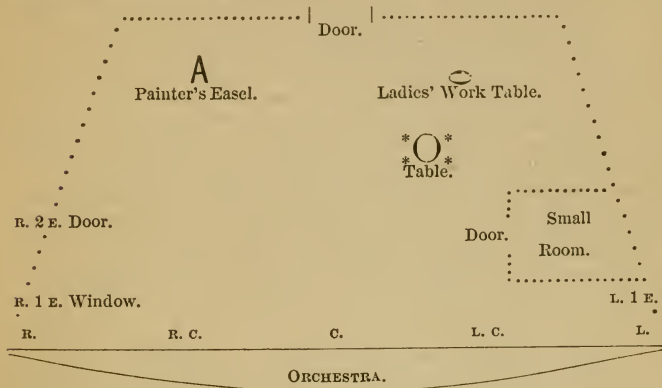 Door.
A
Painter's Easel.
Ladies' Work Table.
* O *
* *
Table.
R. 2 E. Door.
Door.
Small
Room.
R. 1 E. Window.
L. 1 E.
R. R. C. C. L. C. L.
ORCHESTRA.